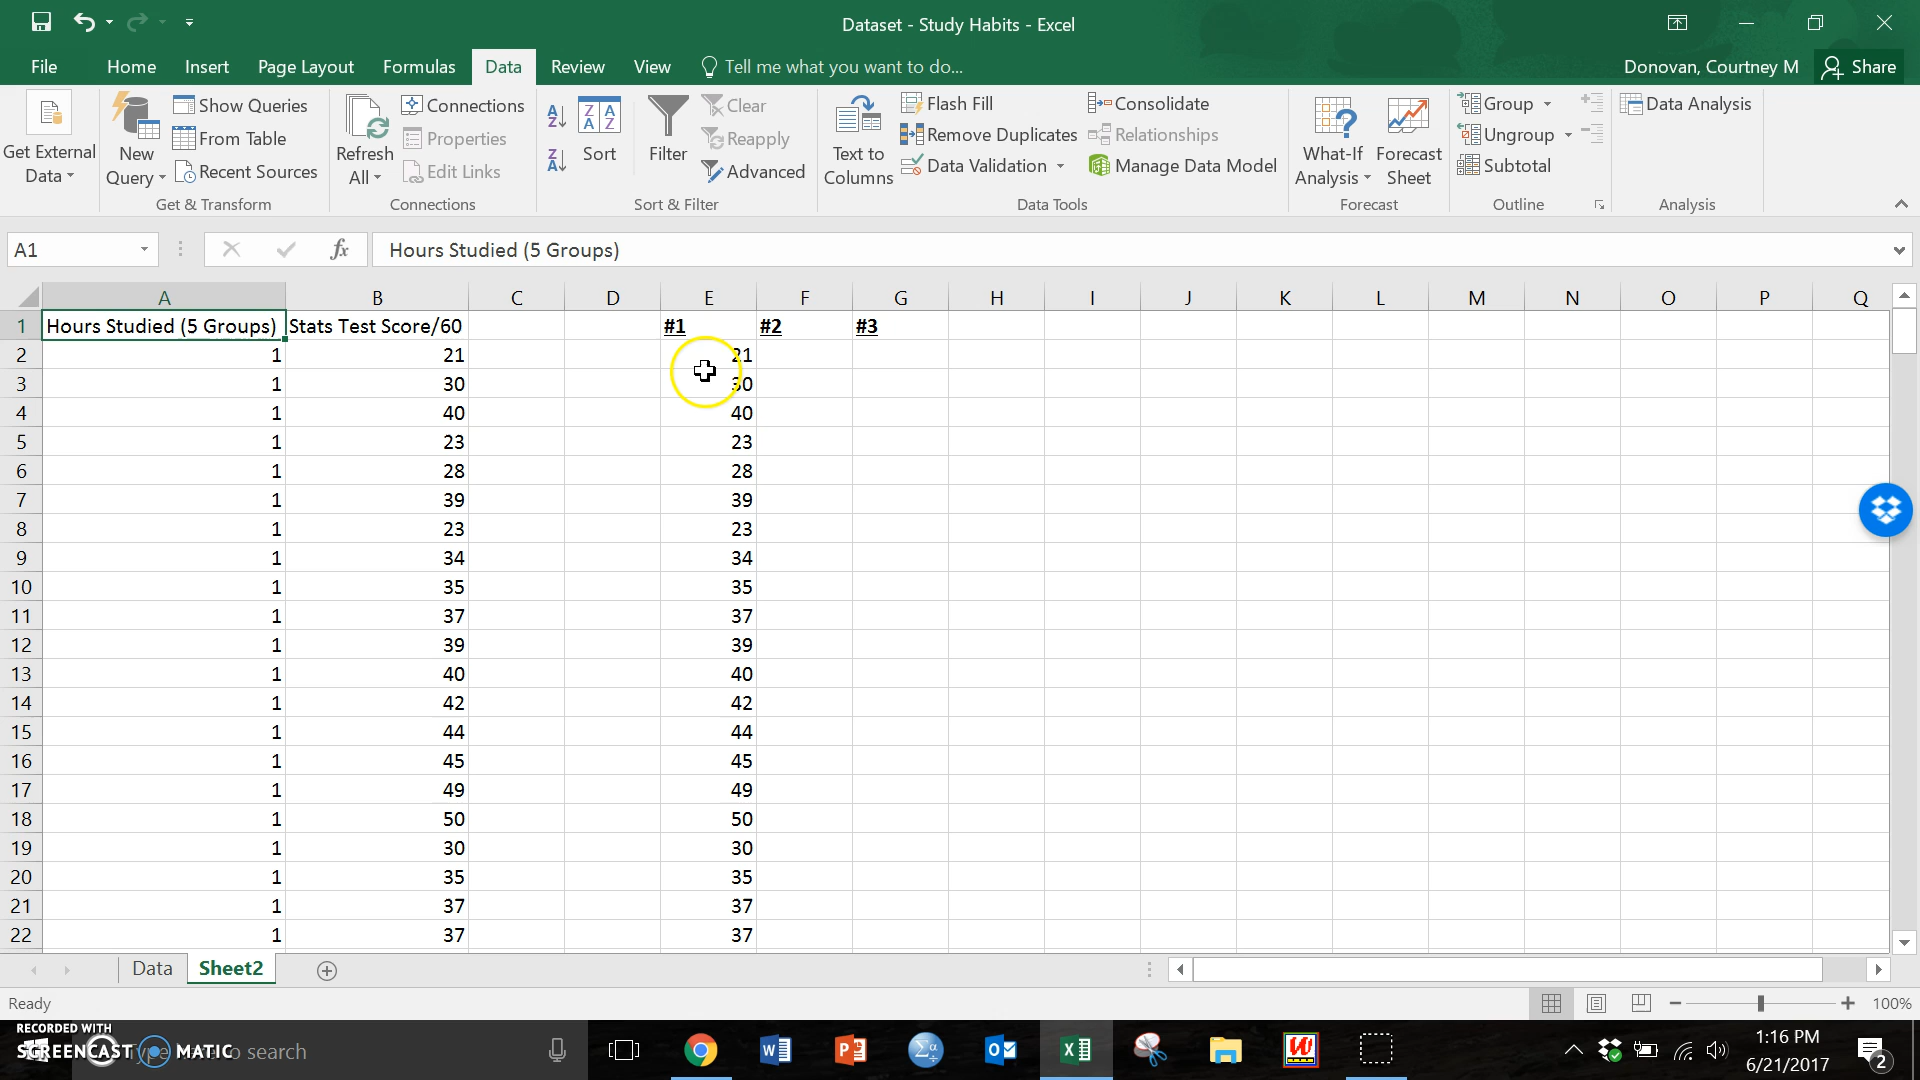 Dataset - Study Habits - Excel
File Home Insert Page Layout Formulas Data Review View Tell me what you want to do... Donovan, Courtney M Share
Get External Data
New Query
Show Queries
From Table
Recent Sources
Get & Transform
Refresh All
Connections
Properties
Edit Links
Connections
A Z
Z A
Z A A Z
Sort
Filter
Clear
Reapply
Advanced
Sort & Filter
Text to Columns
Flash Fill
Remove Duplicates
Data Validation
Consolidate
Relationships
Manage Data Model
Data Tools
What-If Analysis
Forecast Sheet
Forecast
Group
Ungroup
Subtotal
Outline
Data Analysis
Analysis
A1 fx Hours Studied (5 Groups)
A B C D E F G H I J K L M N O P Q
1 Hours Studied (5 Groups) Stats Test Score/60 #1 #2 #3
2 1 21 21
3 1 30 30
4 1 40 40
5 1 23 23
6 1 28 28
7 1 39 39
8 1 23 23
9 1 34 34
10 1 35 35
11 1 37 37
12 1 39 39
13 1 40 40
14 1 42 42
15 1 44 44
16 1 45 45
17 1 49 49
18 1 50 50
19 1 30 30
20 1 35 35
21 1 37 37
22 1 37 37
Data Sheet2
Ready 100%
RECORDED WITH
SCREENCAST MATIC
search
1:16 PM
6/21/2017
2